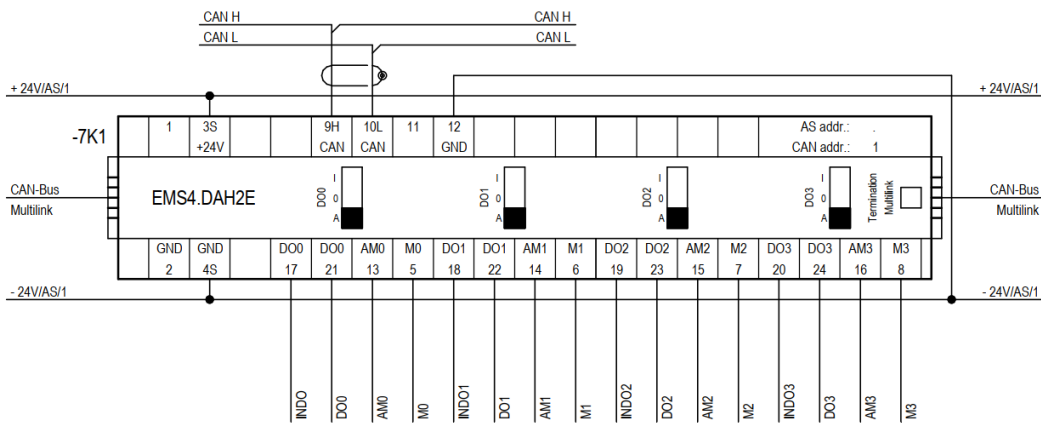 CAN H CAN H
CAN L CAN L
+ 24V/AS/1 + 24V/AS/1
-7K1
1 3S 9H 10L 11 12 AS addr.: .
+24V CAN CAN GND CAN addr.: 1
CAN-Bus EMS4.DAH2E DO0 I 0 A DO1 I 0 A DO2 I 0 A DO3 I 0 A Termination Multilink CAN-Bus
Multilink Multilink
GND GND DO0 DO0 AM0 M0 DO1 DO1 AM1 M1 DO2 DO2 AM2 M2 DO3 DO3 AM3 M3
2 4S 17 21 13 5 18 22 14 6 19 23 15 7 20 24 16 8
- 24V/AS/1 - 24V/AS/1
INDO DO0 AM0 M0 INDO1 DO1 AM1 M1 INDO2 DO2 AM2 M2 INDO3 DO3 AM3 M3